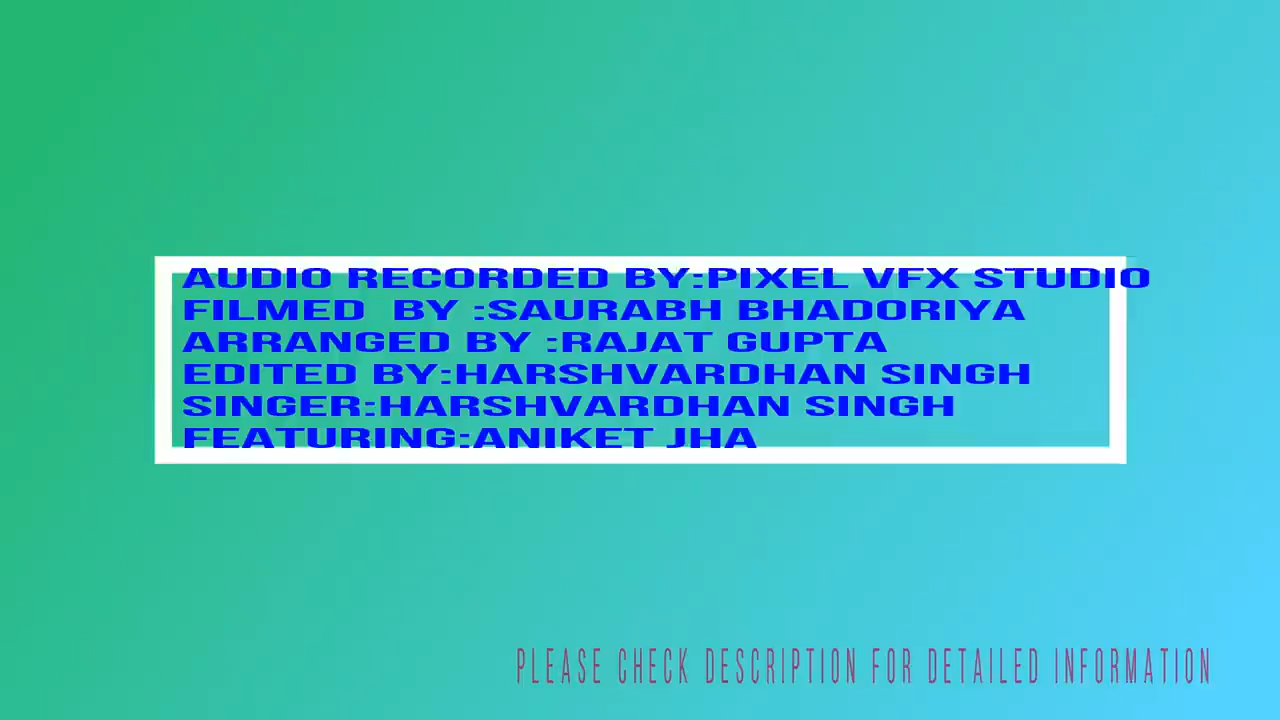 AUDIO RECORDED BY:PIXEL VFX STUDIO
FILMED  BY :SAURABH BHADORIYA
ARRANGED BY :RAJAT GUPTA
EDITED BY:HARSHVARDHAN SINGH
SINGER:HARSHVARDHAN SINGH
FEATURING:ANIKET JHA
PLEASE CHECK DESCRIPTION FOR DETAILED INFORMATION